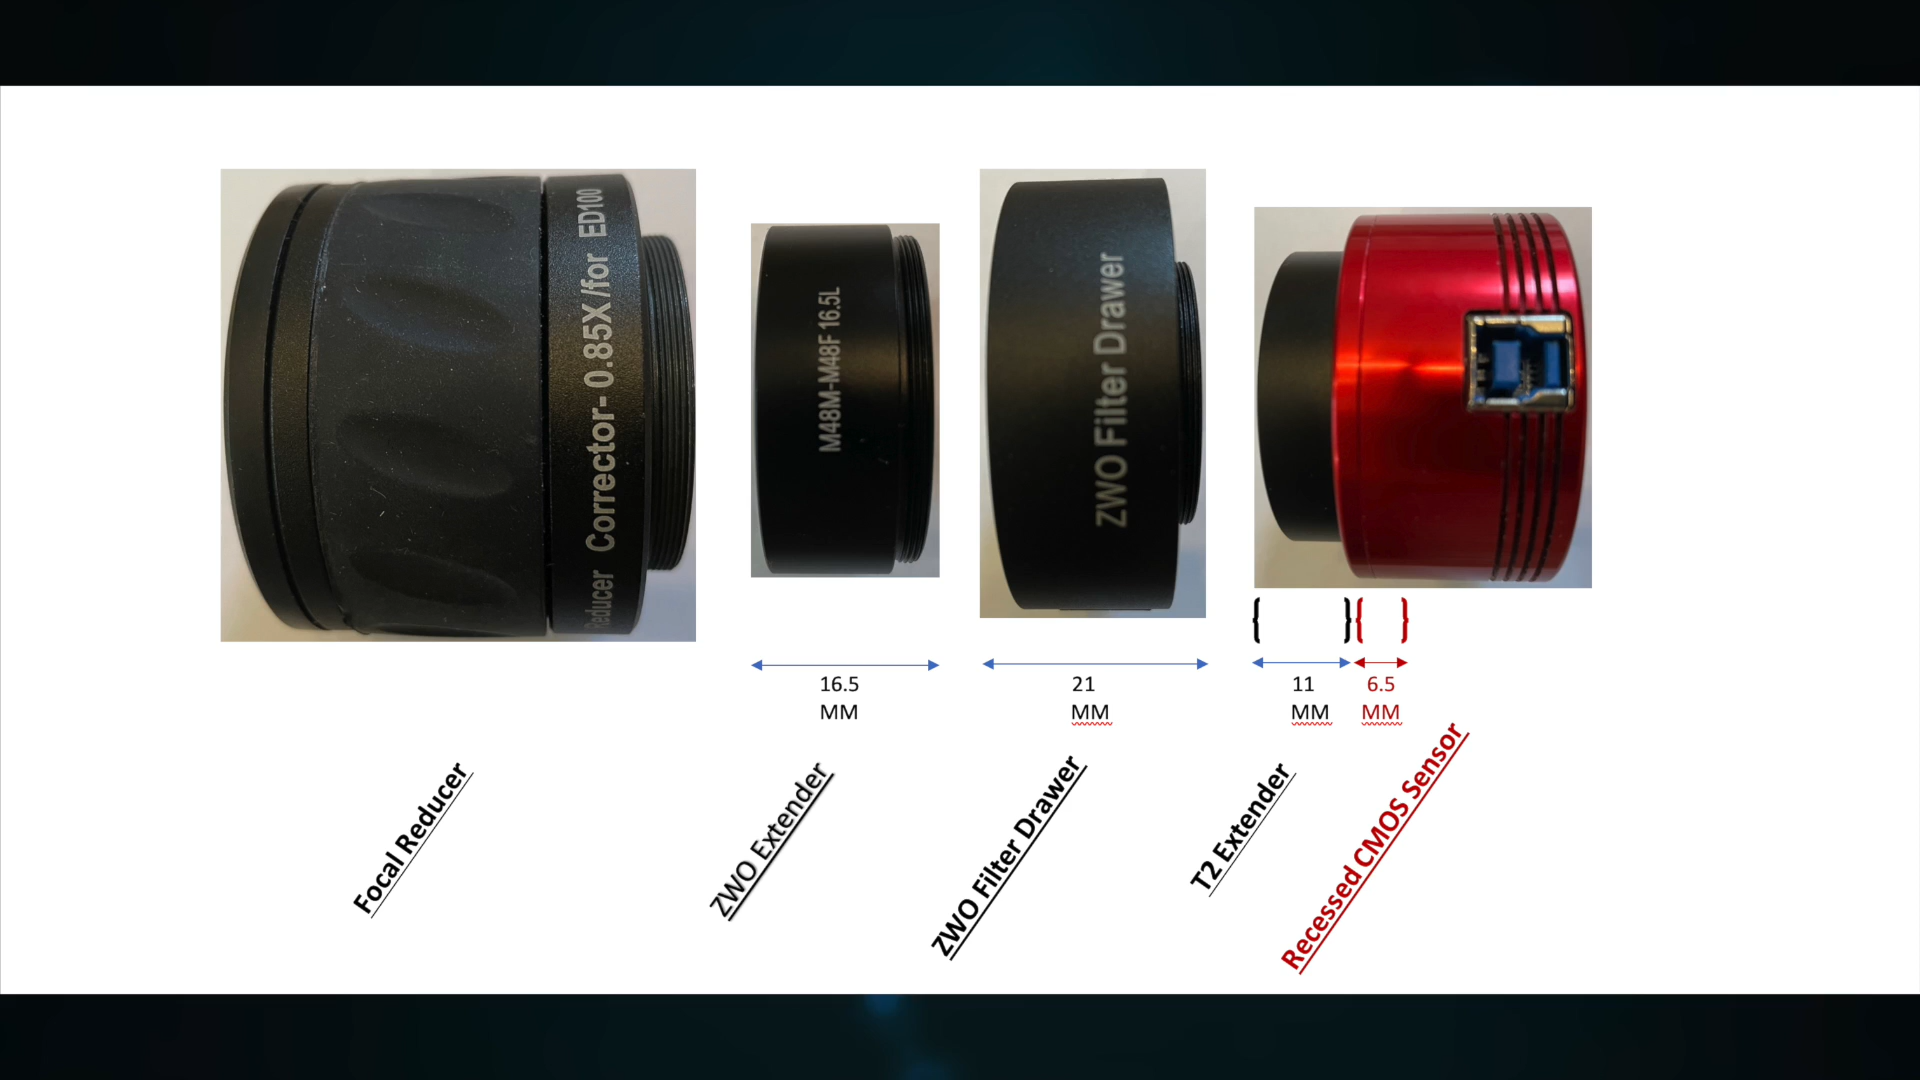 Reducer Corrector- 0.85X/for ED100
M48M-M48F 16.5L
ZWO Filter Drawer
16.5
MM
21
MM
11
MM
6.5
MM
Focal Reducer
ZWO Extender
ZWO Filter Drawer
T2 Extender
Recessed CMOS Sensor